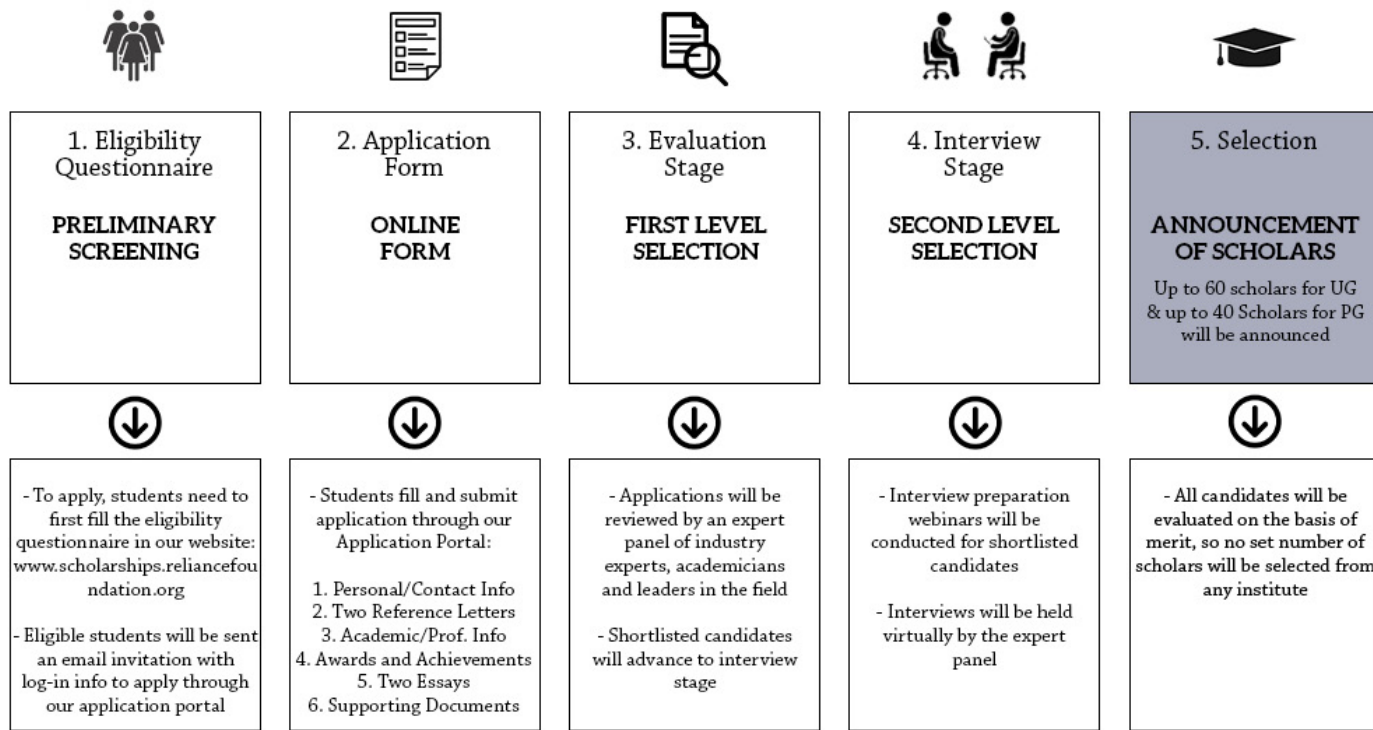 1. Eligibility
Questionnaire
PRELIMINARY
SCREENING
2. Application
Form
ONLINE
FORM
3. Evaluation
Stage
FIRST LEVEL
SELECTION
4. Interview
Stage
SECOND LEVEL
SELECTION
5. Selection
ANNOUNCEMENT
OF SCHOLARS
Up to 60 scholars for UG
& up to 40 Scholars for PG
will be announced
- To apply, students need to
first fill the eligibility
questionnaire in our website:
www.scholarships.reliancefou
ndation.org
- Eligible students will be sent
an email invitation with
log-in info to apply through
our application portal
- Students fill and submit
application through our
Application Portal:
1. Personal/Contact Info
2. Two Reference Letters
3. Academic/Prof. Info
4. Awards and Achievements
5. Two Essays
6. Supporting Documents
- Applications will be
reviewed by an expert
panel of industry
experts, academicians
and leaders in the field
- Shortlisted candidates
will advance to interview
stage
- Interview preparation
webinars will be
conducted for shortlisted
candidates
- Interviews will be held
virtually by the expert
panel
- All candidates will be
evaluated on the basis of
merit, so no set number of
scholars will be selected from
any institute